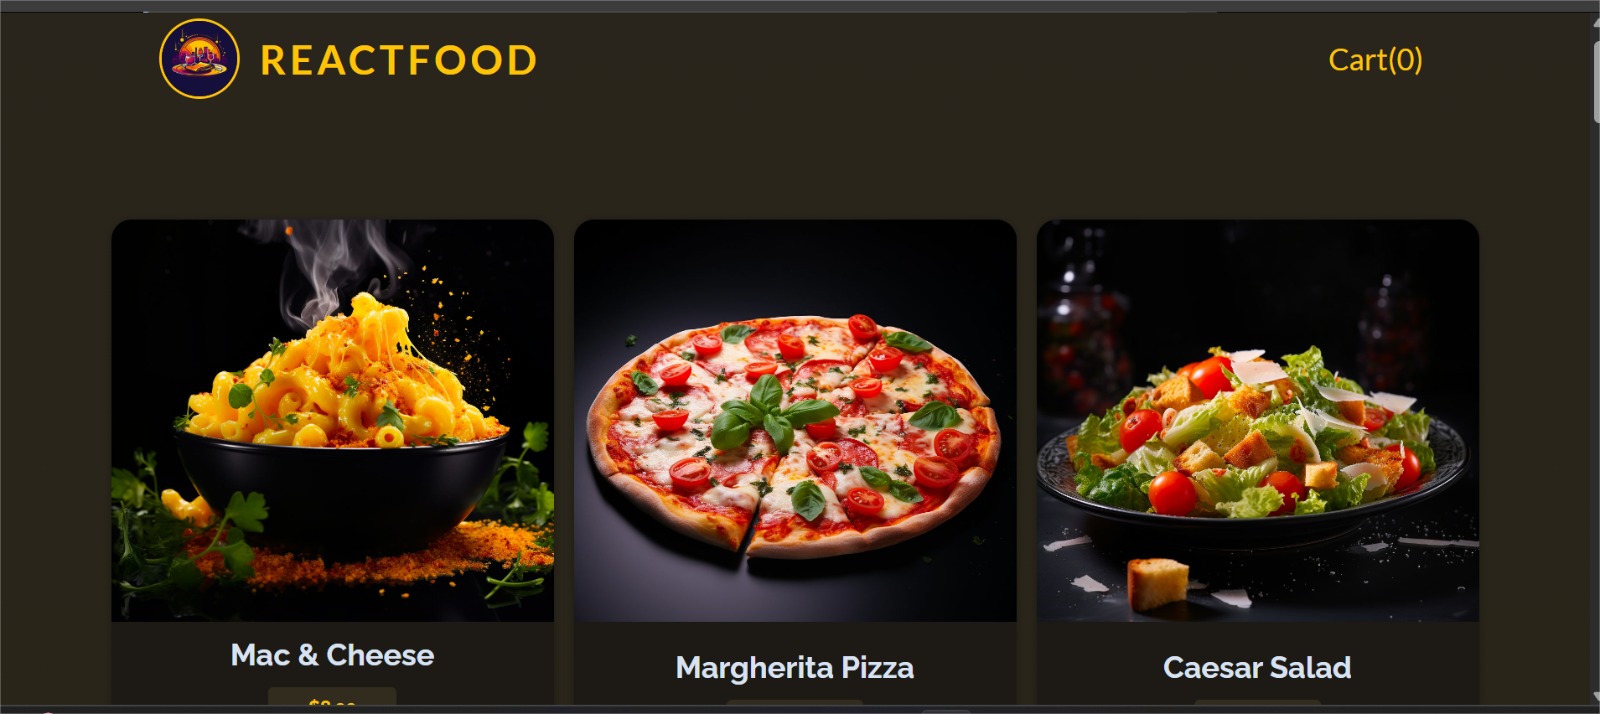 REACTFOOD
Cart(0)
Mac & Cheese
Margherita Pizza
Caesar Salad